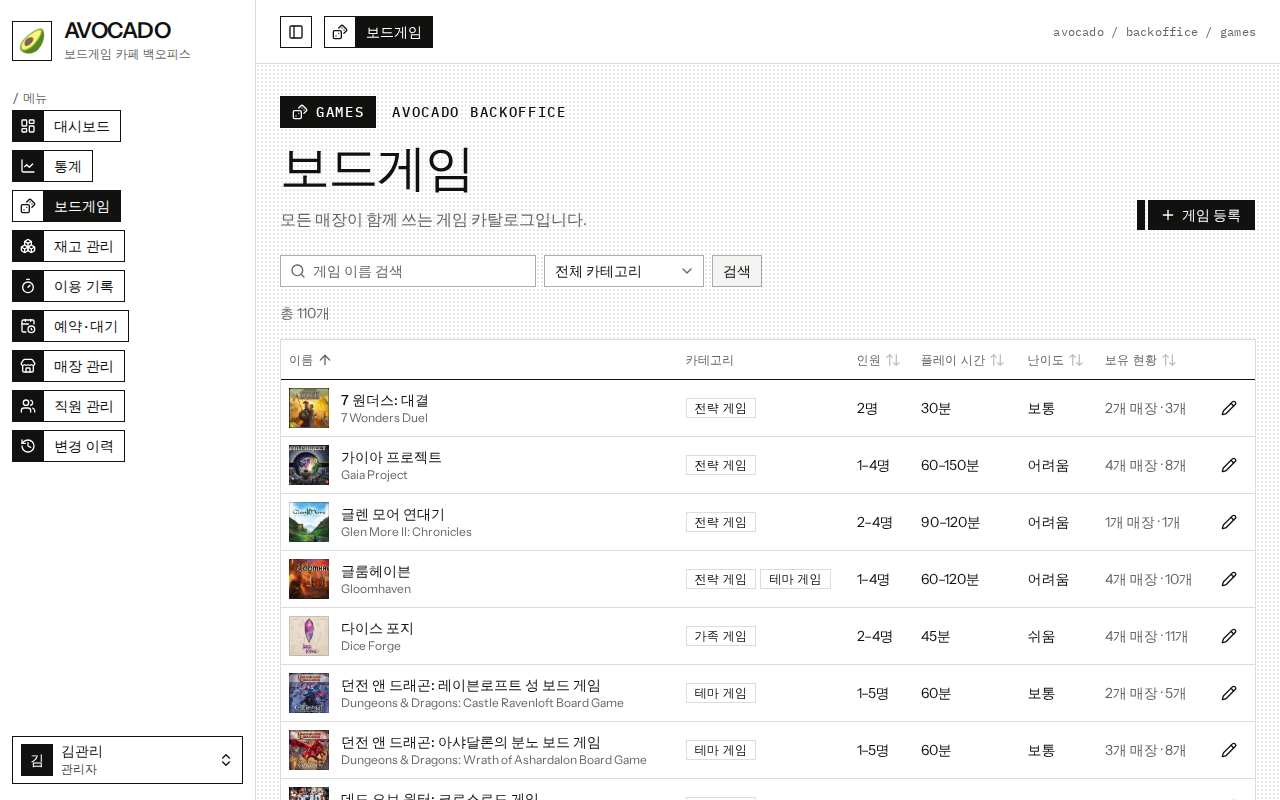 AVOCADO
보드게임 카페 백오피스
/ 메뉴
대시보드
통계
보드게임
재고 관리
이용 기록
예약·대기
매장 관리
직원 관리
변경 이력
김
김관리
관리자
보드게임
avocado / backoffice / games
GAMES
AVOCADO BACKOFFICE
보드게임
모든 매장이 함께 쓰는 게임 카탈로그입니다.
게임 등록
게임 이름 검색
전체 카테고리
검색
총 110개
이름 카테고리 인원 플레이 시간 난이도 보유 현황
7 원더스: 대결 전략 게임 2명 30분 보통 2개 매장 · 3개
7 Wonders Duel
가이아 프로젝트 전략 게임 1–4명 60–150분 어려움 4개 매장 · 8개
Gaia Project
글렌 모어 연대기 전략 게임 2–4명 90–120분 어려움 1개 매장 · 1개
Glen More II: Chronicles
글룸헤이븐 전략 게임 테마 게임 1–4명 60–120분 어려움 4개 매장 · 10개
Gloomhaven
다이스 포지 가족 게임 2–4명 45분 쉬움 4개 매장 · 11개
Dice Forge
던전 앤 드래곤: 레이븐로프트 성 보드 게임 테마 게임 1–5명 60분 보통 2개 매장 · 5개
Dungeons & Dragons: Castle Ravenloft Board Game
던전 앤 드래곤: 아샤달론의 분노 보드 게임 테마 게임 1–5명 60분 보통 3개 매장 · 8개
Dungeons & Dragons: Wrath of Ashardalon Board Game